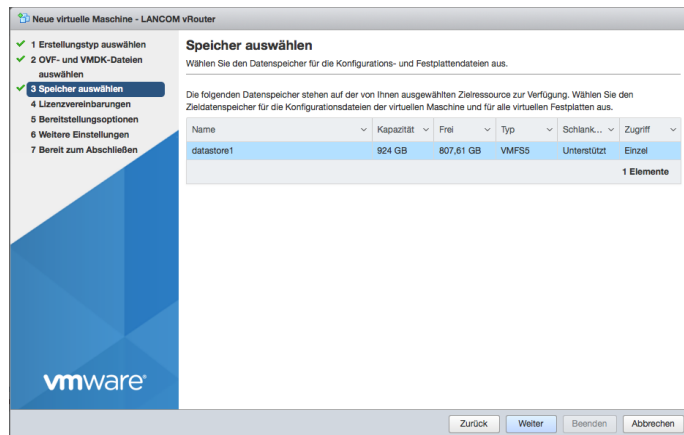 Neue virtuelle Maschine - LANCOM vRouter
1 Erstellungstyp auswählen
2 OVF- und VMDK-Dateien
auswählen
3 Speicher auswählen
4 Lizenzvereinbarungen
5 Bereitstellungsoptionen
6 Weitere Einstellungen
7 Bereit zum Abschließen
Speicher auswählen
Wählen Sie den Datenspeicher für die Konfigurations- und Festplattendateien aus.
Die folgenden Datenspeicher stehen auf der von Ihnen ausgewählten Zielressource zur Verfügung. Wählen Sie den
Zieldatenspeicher für die Konfigurationsdateien der virtuellen Maschine und für alle virtuellen Festplatten aus.
Name Kapazität Frei Typ Schlank... Zugriff
datastore1 924 GB 807,61 GB VMFS5 Unterstützt Einzel
1 Elemente
vmware®
Zurück Weiter Beenden Abbrechen